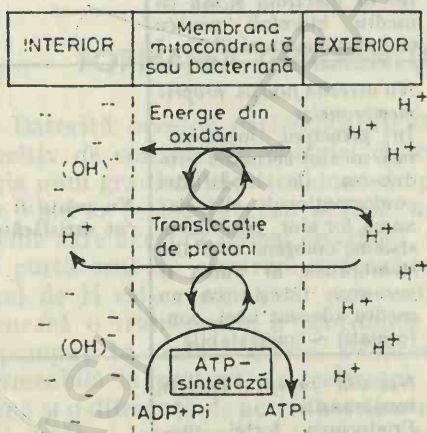 INTERIOR
Membrana
mitocondrială
sau bacteriană
EXTERIOR
Energie din
oxidări
H+
H+
H+
(OH)-
H+
Translocație
de protoni
H+
H+
H+
H+
(OH)
H+
H+
H+
H+
ATP-
sintetază
ADP+Pi
ATP